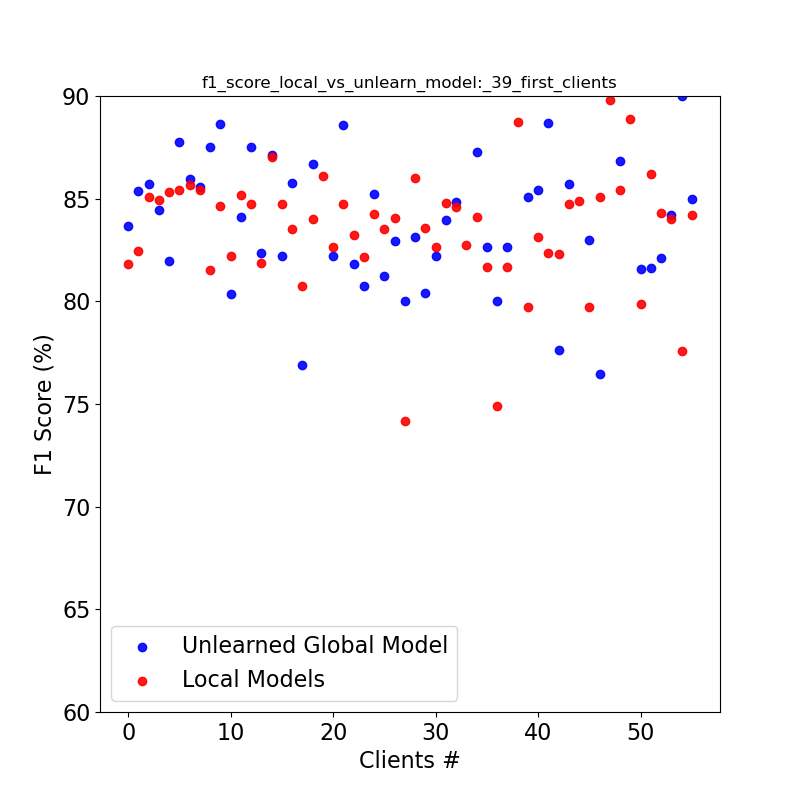 f1_score_local_vs_unlearn_model:_39_first_clients
90
85
80
75
70
65
60
F1 Score (%)
Unlearned Global Model
Local Models
0 10 20 30 40 50
Clients #